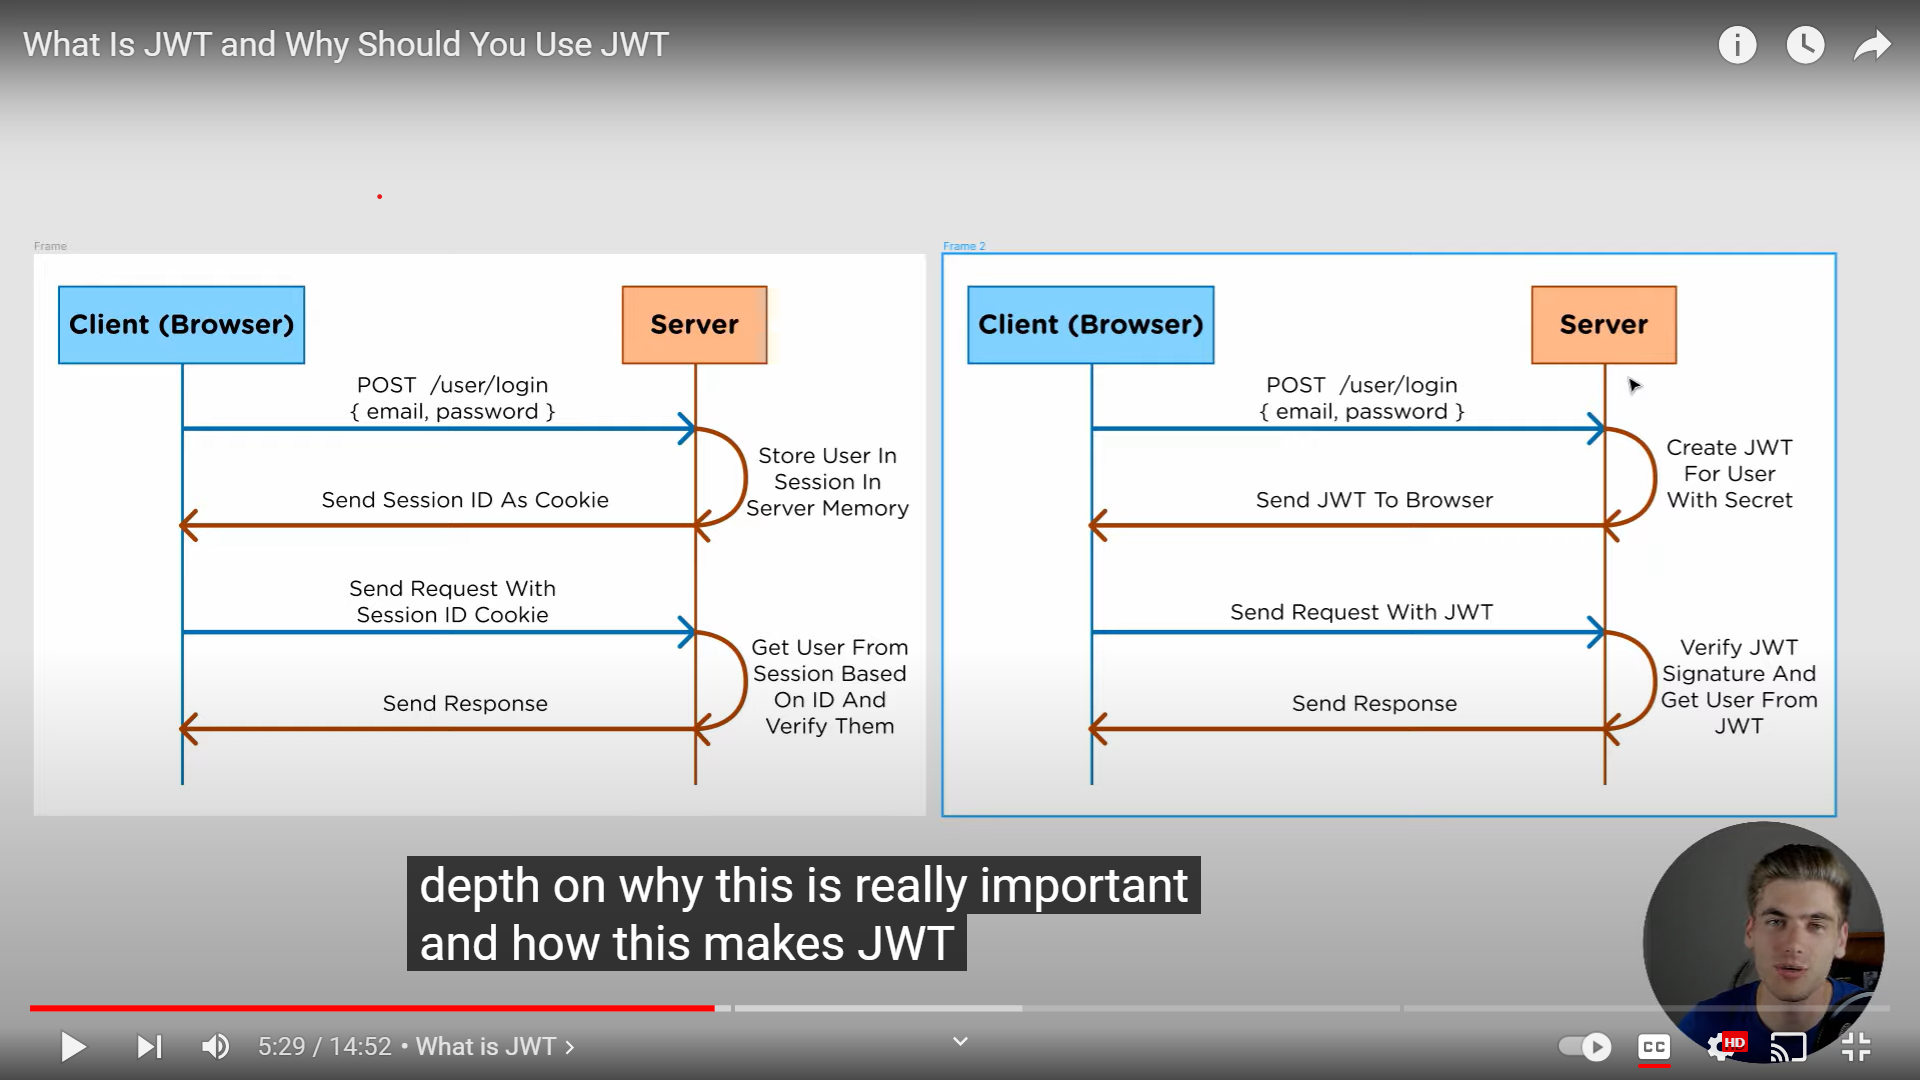 What Is JWT and Why Should You Use JWT
Frame
Client (Browser)
Server
POST /user/login
{ email, password }
Store User In
Session In
Server Memory
Send Session ID As Cookie
Send Request With
Session ID Cookie
Get User From
Session Based
On ID And
Verify Them
Send Response
Frame 2
Client (Browser)
Server
POST /user/login
{ email, password }
Create JWT
For User
With Secret
Send JWT To Browser
Send Request With JWT
Verify JWT
Signature And
Get User From
JWT
Send Response
depth on why this is really important
and how this makes JWT
5:29 / 14:52 • What is JWT
CC
HD